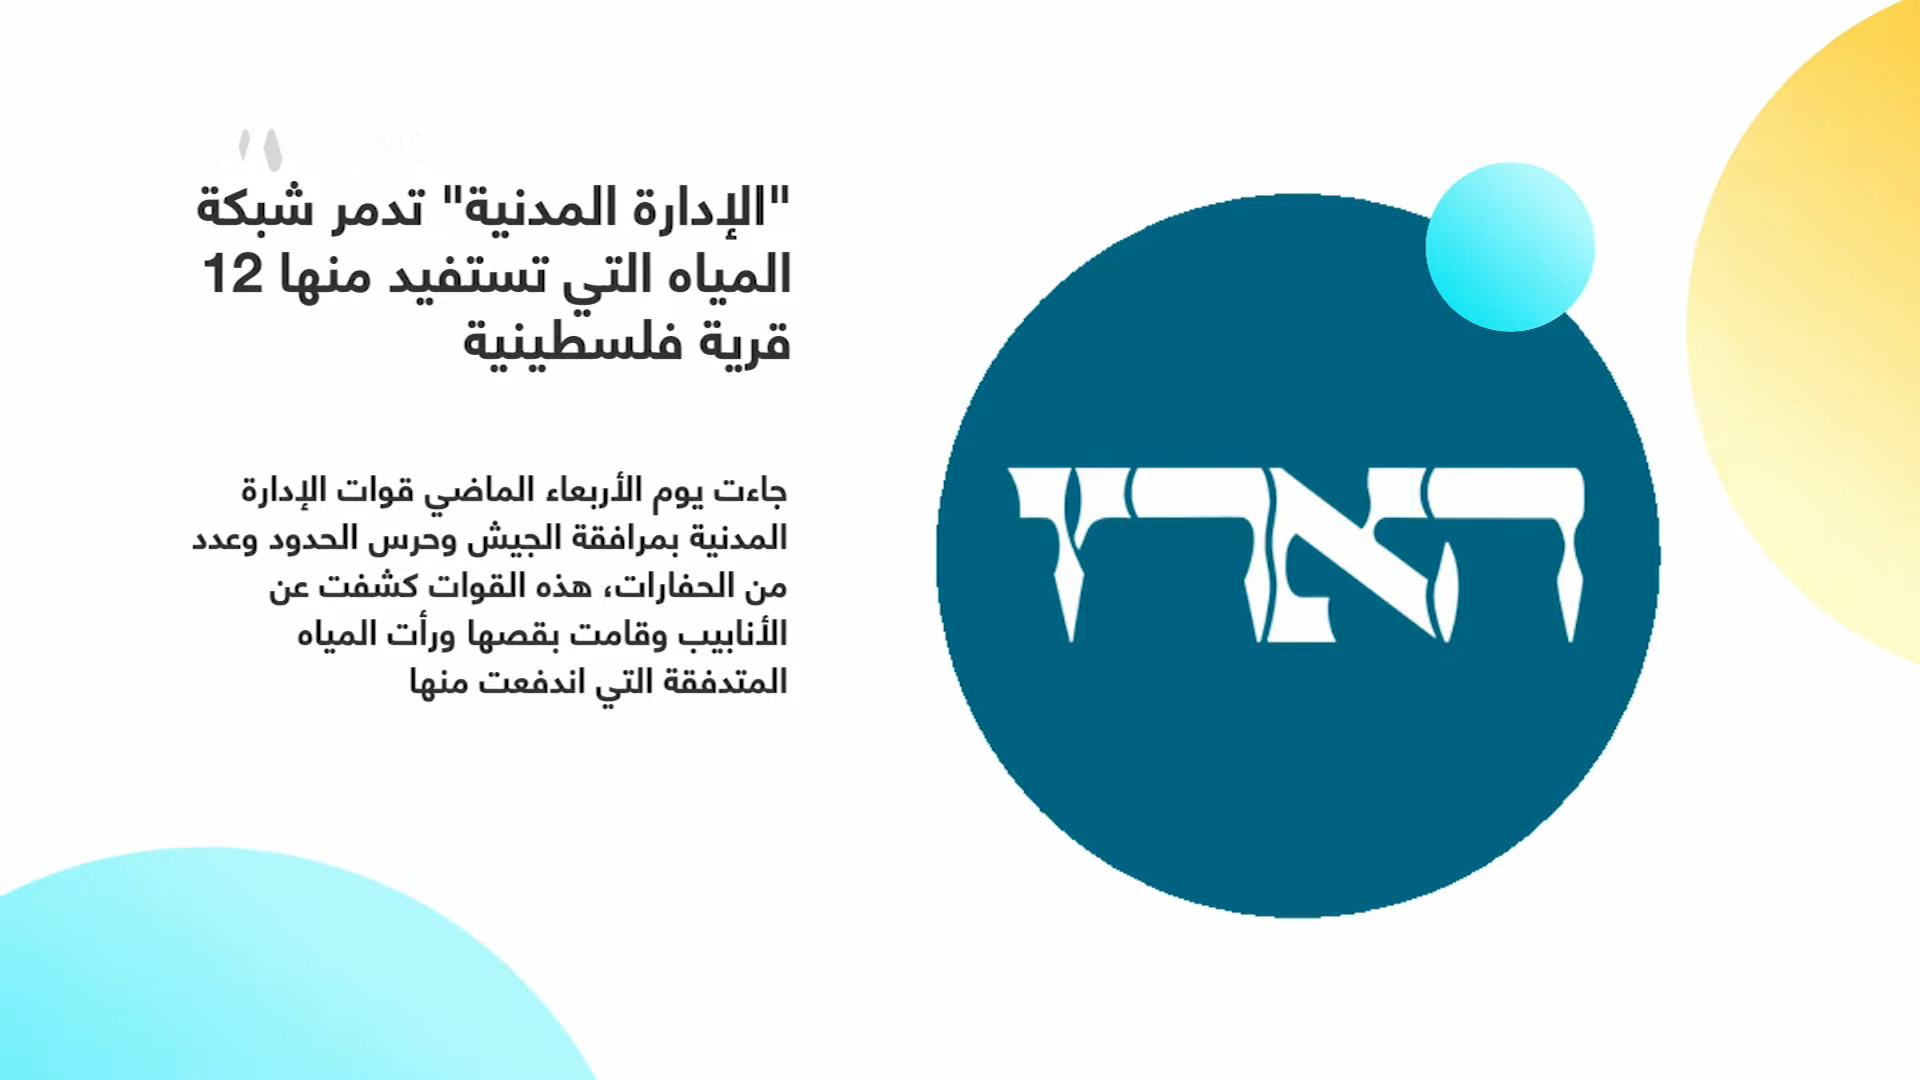 "الإدارة المدنية" تدمر شبكة
المياه التي تستفيد منها 12
قرية فلسطينية
جاءت يوم الأربعاء الماضي قوات الإدارة
المدنية بمرافقة الجيش وحرس الحدود وعدد
من الحفارات، هذه القوات كشفت عن
الأنابيب وقامت بقصها ورأت المياه
المتدفقة التي اندفعت منها
הארץ